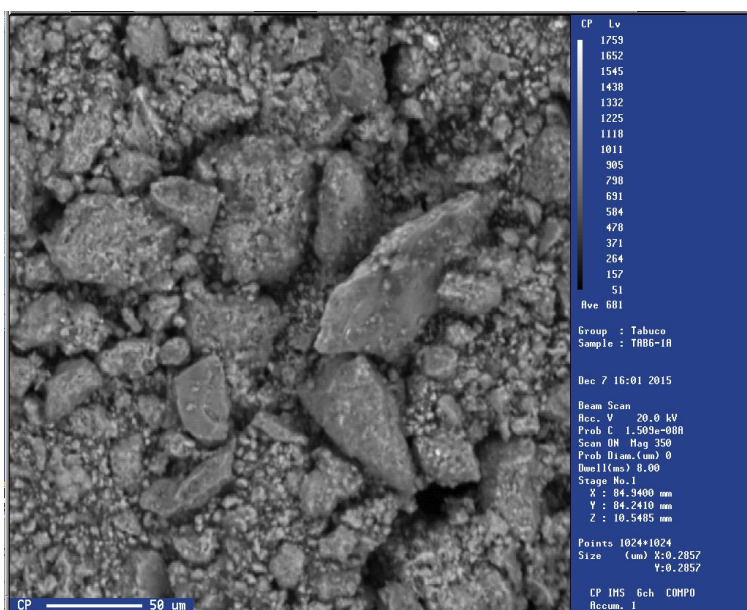 CP Lv
1759
1652
1545
1438
1332
1225
1118
1011
905
798
691
584
478
371
264
157
51
Ave 681
Group : Tabuco
Sample : TAB6-1A
Dec 7 16:01 2015
Beam Scan
Acc. V 20.0 kV
Prob C 1.509e-08A
Scan ON Mag 350
Prob Diam.(um) 0
Dwell(ms) 8.00
Stage No.1
X : 84.9400 mm
Y : 84.2410 mm
Z : 10.5485 mm
Points 1024*1024
Size (um) X:0.2857
Y:0.2857
CP IMS 6ch COMPO
Accum. 1
CP 50 um